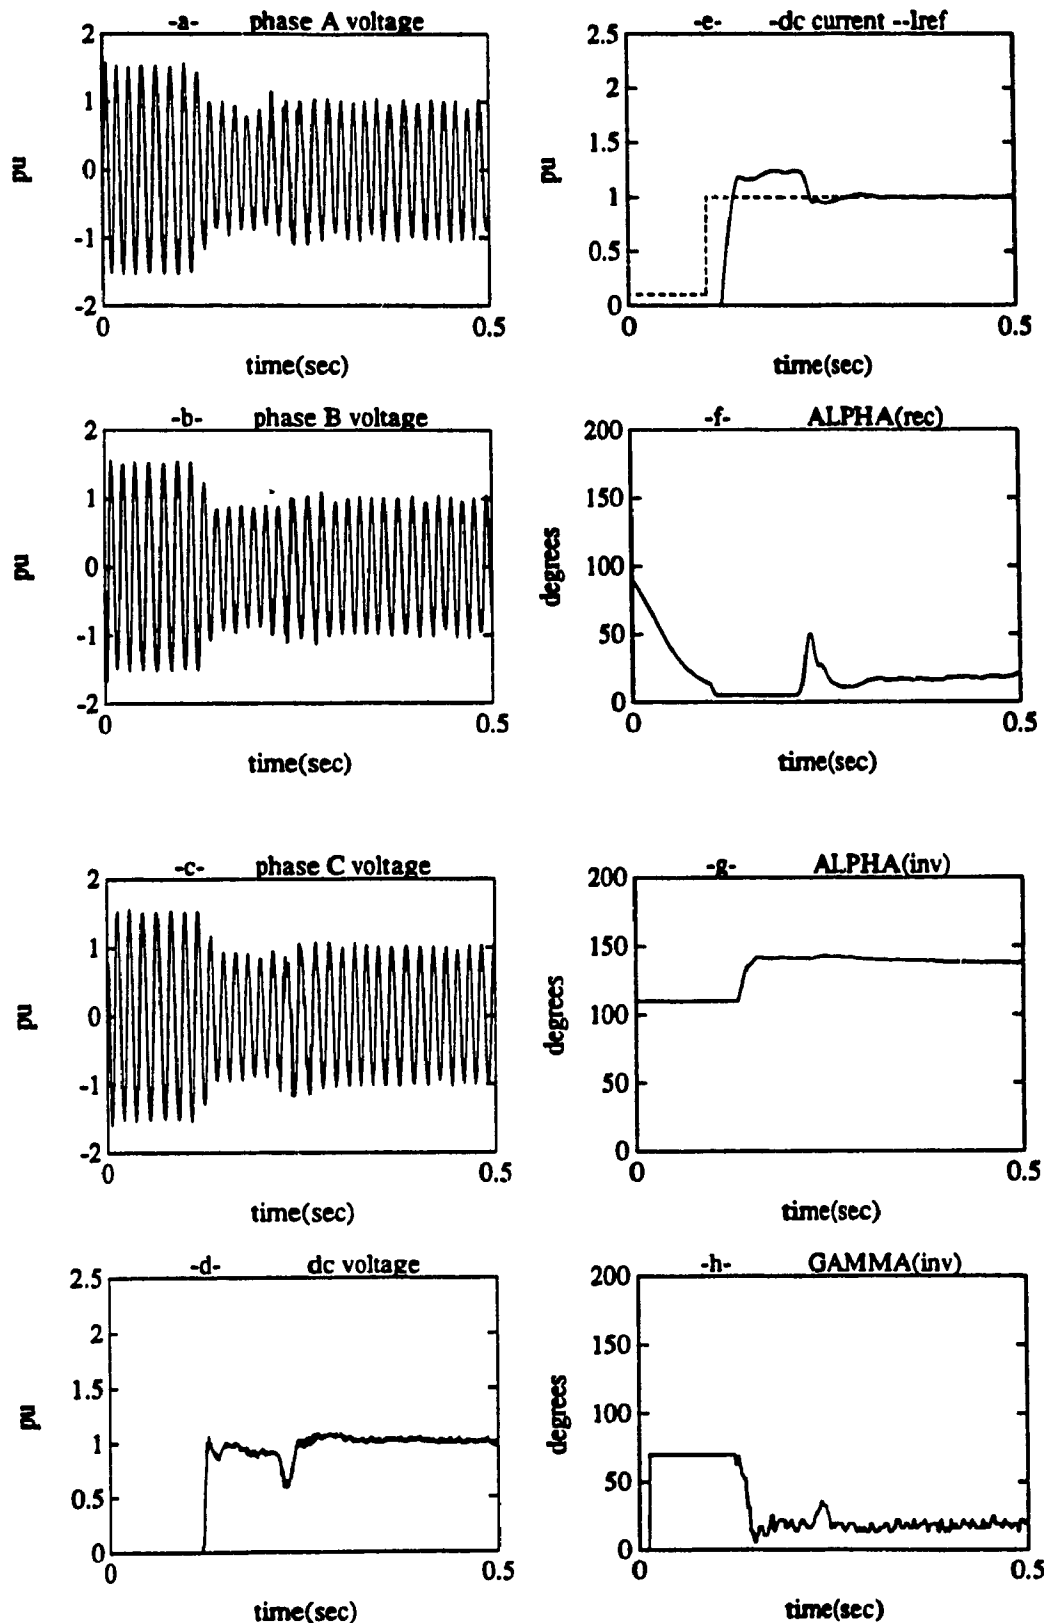 -a- phase A voltage
2
1
0
-1
-2
pu
0 0.5
time(sec)
-e- -dc current --Iref
2.5
2
1.5
1
0.5
0
pu
0 0.5
time(sec)
-b- phase B voltage
2
1
0
-1
-2
pu
0 0.5
time(sec)
-f- ALPHA(rec)
200
150
100
50
0
degrees
0 0.5
time(sec)
-c- phase C voltage
2
1
0
-1
-2
pu
0 0.5
time(sec)
-g- ALPHA(inv)
200
150
100
50
0
degrees
0 0.5
time(sec)
-d- dc voltage
2.5
2
1.5
1
0.5
0
pu
0 0.5
time(sec)
-h- GAMMA(inv)
200
150
100
50
0
degrees
0 0.5
time(sec)